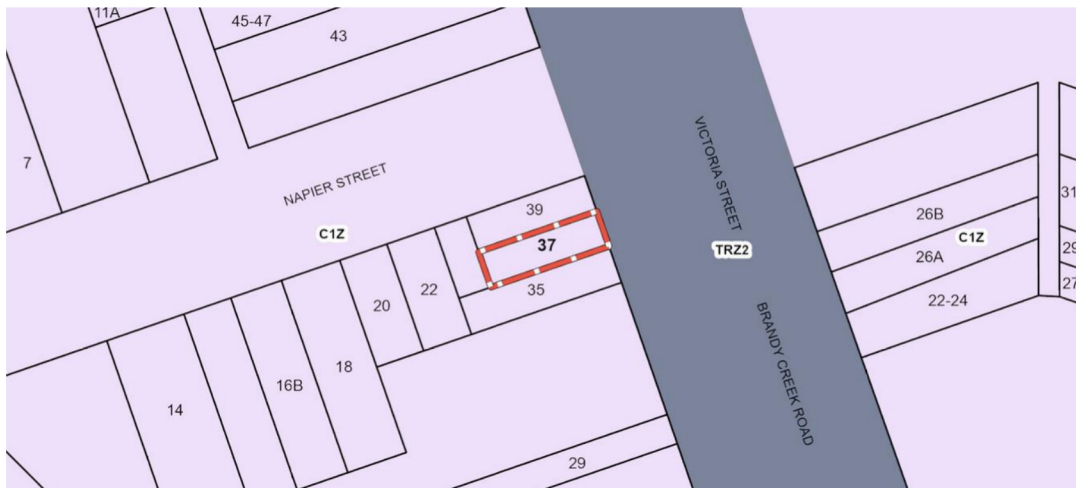 11A
45-47
43
7
NAPIER STREET
C1Z
39
37
35
22
20
18
16B
14
29
VICTORIA STREET
TRZ2
BRANDY CREEK ROAD
26B
C1Z
26A
22-24
31
29
27